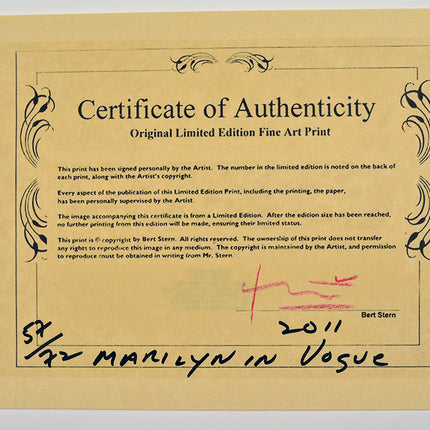 Certificate of Authenticity
Original Limited Edition Fine Art Print
This print has been signed personally by the Artist. The number in the limited edition is noted on the back of
each print, along with the Artist's copyright.
Every aspect of the publication of this Limited Edition Print, including the printing, the paper,
has been personally supervised by the Artist.
The image accompanying this certificate is from a Limited Edition. After the edition size has been reached,
no further printing from this edition will be made, ensuring their limited status.
This print is © copyright by Bert Stern. All rights reserved. The ownership of this print does not transfer
any rights to reproduce this image in any medium. The copyright is maintained by the Artist, and permission
to reproduce must be obtained in writing from Mr. Stern.
Bert Stern
2011
57/72 MARILYN IN VOGUE